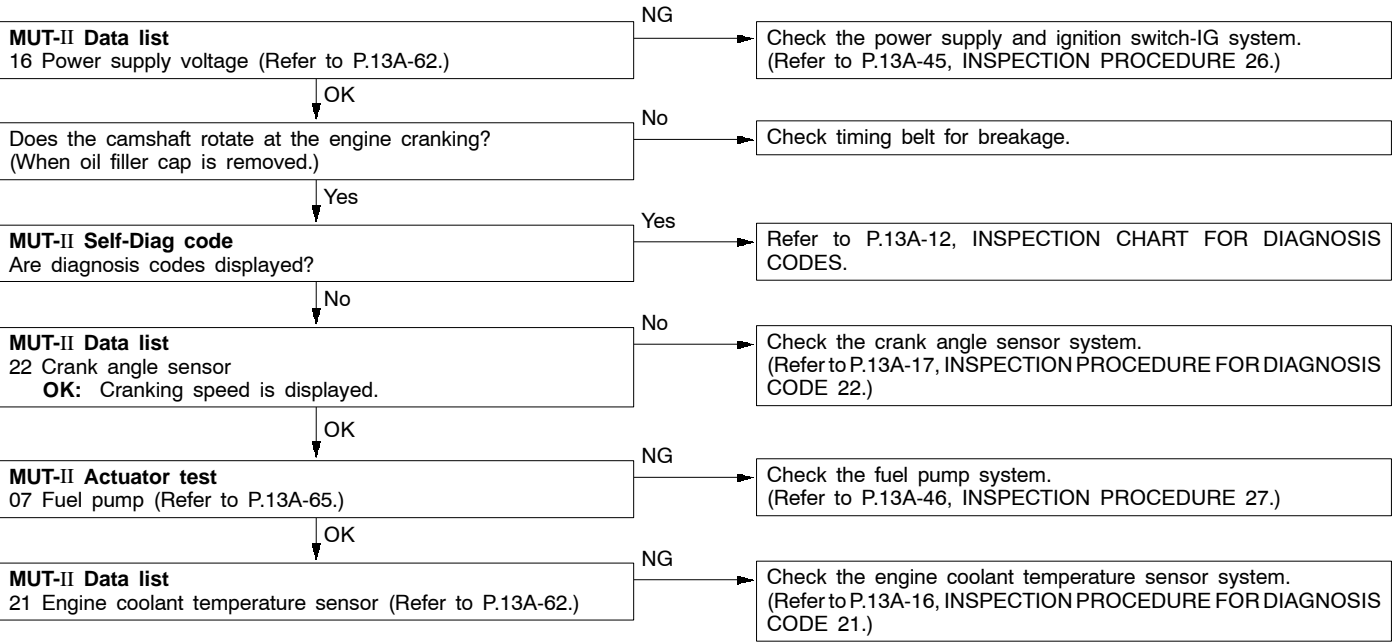 NG
MUT-II Data list
16 Power supply voltage (Refer to P.13A-62.)
Check the power supply and ignition switch-IG system.
(Refer to P.13A-45, INSPECTION PROCEDURE 26.)
OK
Does the camshaft rotate at the engine cranking?
(When oil filler cap is removed.)
No
Check timing belt for breakage.
Yes
MUT-II Self-Diag code
Are diagnosis codes displayed?
Yes
Refer to P.13A-12, INSPECTION CHART FOR DIAGNOSIS
CODES.
No
MUT-II Data list
22 Crank angle sensor
OK: Cranking speed is displayed.
No
Check the crank angle sensor system.
(Refer to P.13A-17, INSPECTION PROCEDURE FOR DIAGNOSIS
CODE 22.)
OK
MUT-II Actuator test
07 Fuel pump (Refer to P.13A-65.)
NG
Check the fuel pump system.
(Refer to P.13A-46, INSPECTION PROCEDURE 27.)
OK
MUT-II Data list
21 Engine coolant temperature sensor (Refer to P.13A-62.)
NG
Check the engine coolant temperature sensor system.
(Refer to P.13A-16, INSPECTION PROCEDURE FOR DIAGNOSIS
CODE 21.)